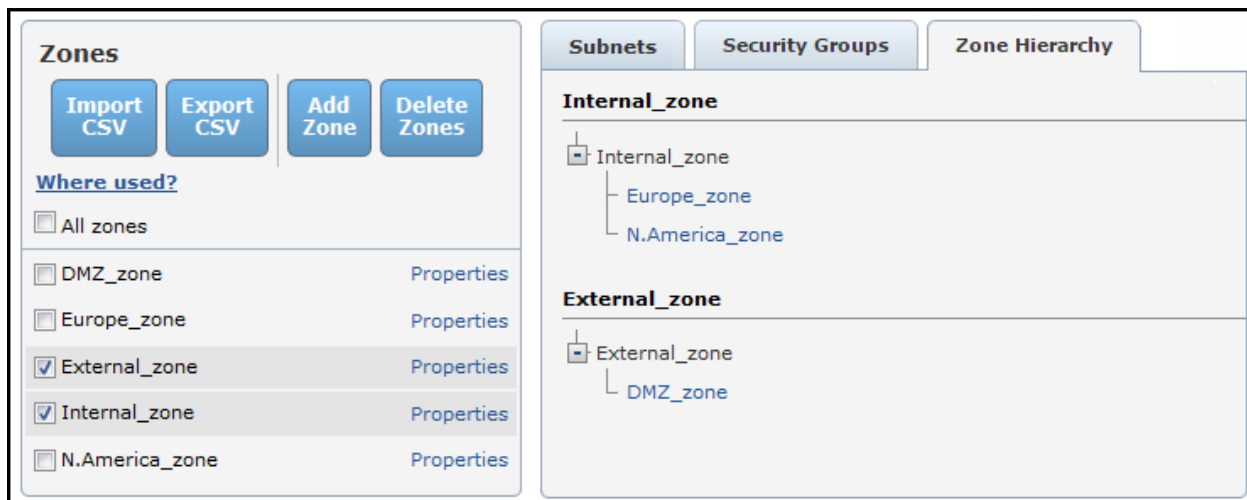 Zones
Import CSV
Export CSV
Add Zone
Delete Zones
Where used?
All zones
DMZ_zone Properties
Europe_zone Properties
External_zone Properties
Internal_zone Properties
N.America_zone Properties
Subnets Security Groups Zone Hierarchy
Internal_zone
Internal_zone
Europe_zone
N.America_zone
External_zone
External_zone
DMZ_zone